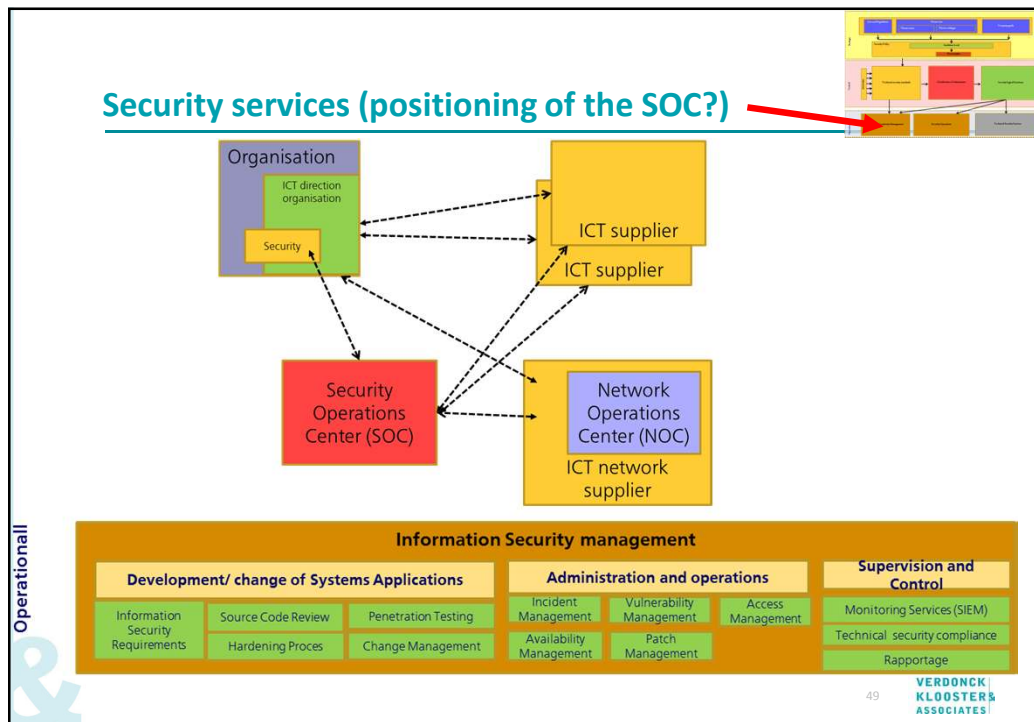 Security services (positioning of the SOC?)
Organisation
ICT direction
organisation
Security
ICT supplier
ICT supplier
Security
Operations
Center (SOC)
Network
Operations
Center (NOC)
ICT network
supplier
Operationall
Information Security management
Development/ change of Systems Applications
Information
Security
Requirements
Source Code Review
Penetration Testing
Hardening Proces
Change Management
Administration and operations
Incident
Management
Vulnerability
Management
Access
Management
Availability
Management
Patch
Management
Supervision and
Control
Monitoring Services (SIEM)
Technical security compliance
Rapportage
&
49
VERDONCK
KLOOSTER&
ASSOCIATES